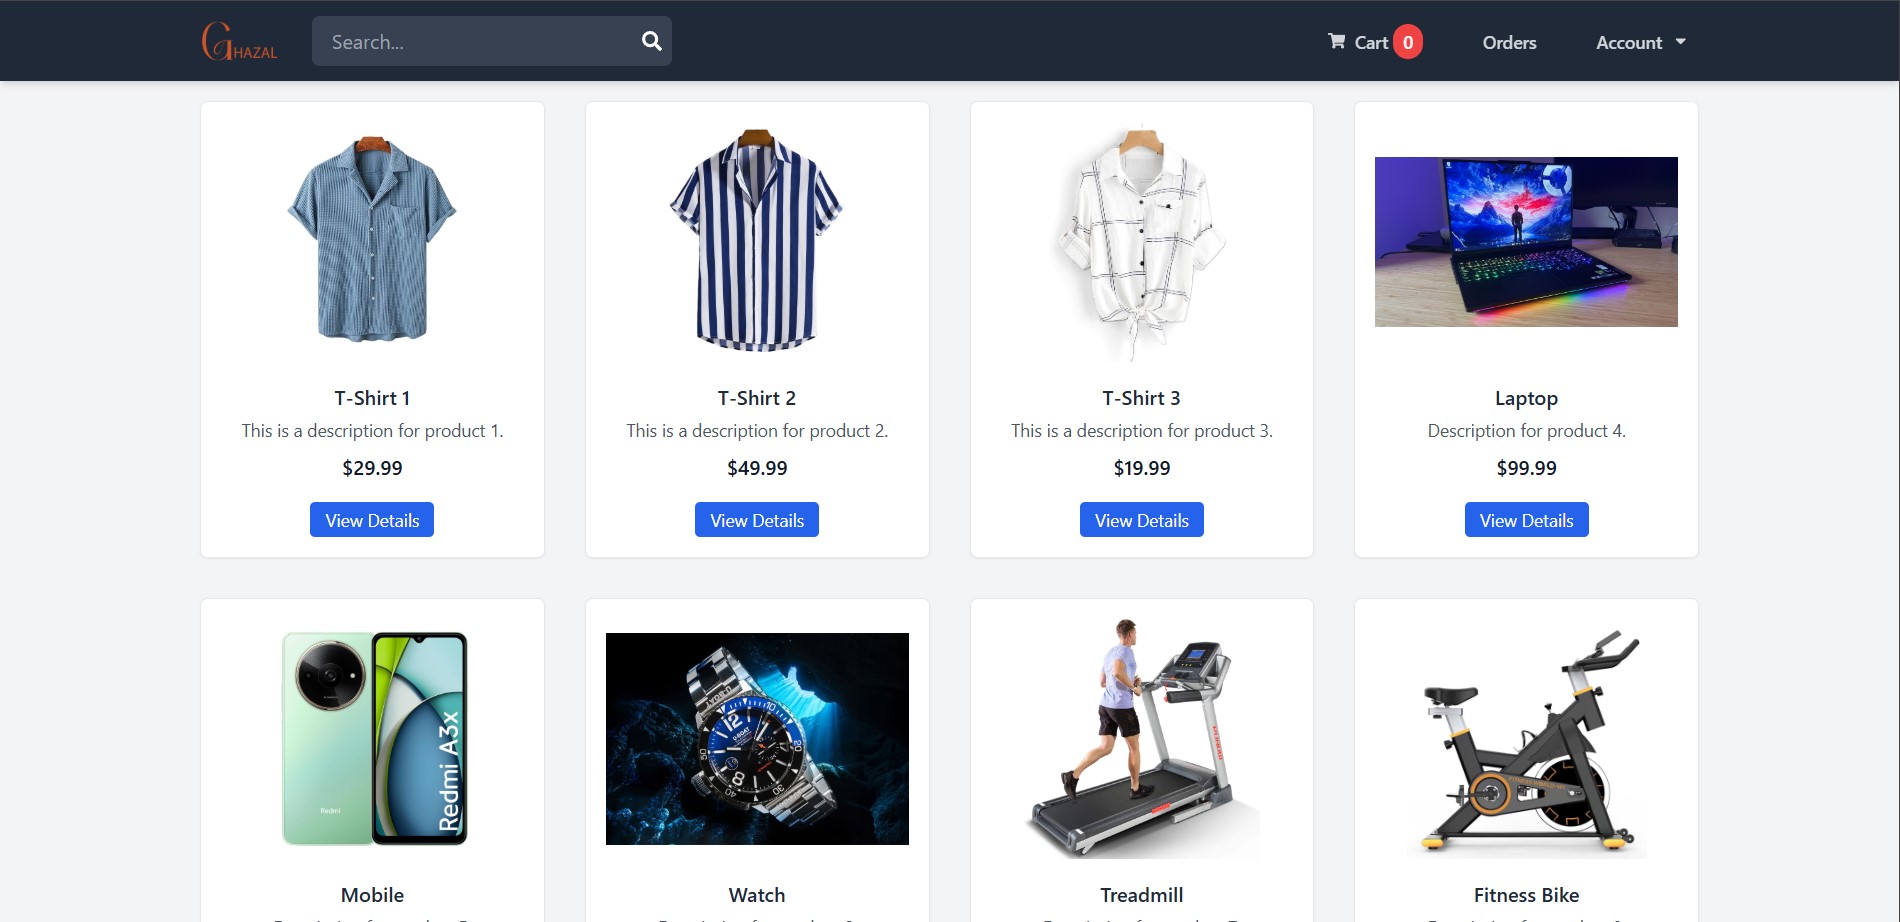 GHAZAL
Search...
Cart 0
Orders
Account
T-Shirt 1
This is a description for product 1.
$29.99
View Details
T-Shirt 2
This is a description for product 2.
$49.99
View Details
T-Shirt 3
This is a description for product 3.
$19.99
View Details
Laptop
Description for product 4.
$99.99
View Details
Redmi
Redmi A3x
U-BOAT
Mobile
Watch
Treadmill
Fitness Bike